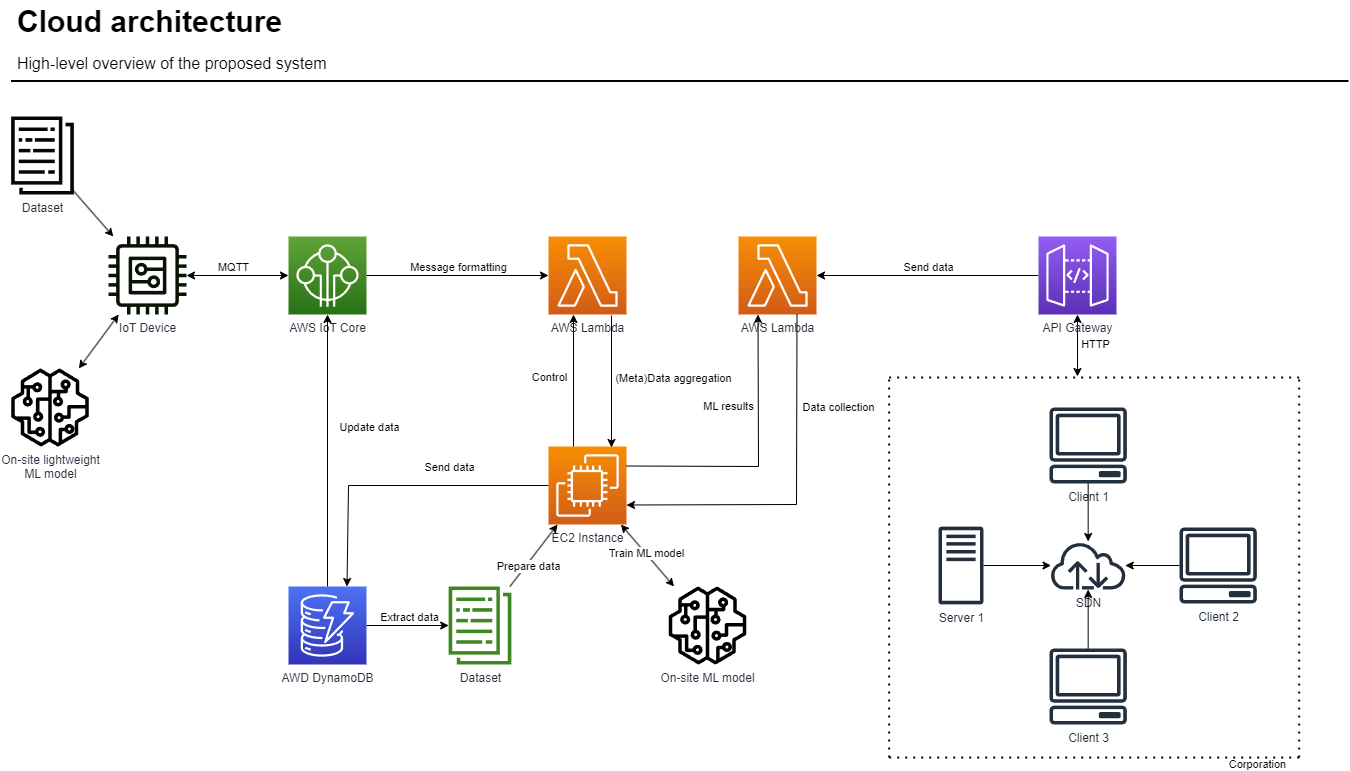 Cloud architecture
High-level overview of the proposed system
Dataset
IoT Device
MQTT
AWS IoT Core
Message formatting
AWS Lambda
AWS Lambda
Send data
API Gateway
HTTP
On-site lightweight
ML model
Control
(Meta)Data aggregation
ML results
Data collection
Update data
Send data
EC2 Instance
Train ML model
Prepare data
Extract data
AWD DynamoDB
Dataset
On-site ML model
Client 1
Server 1
SDN
Client 2
Client 3
Corporation